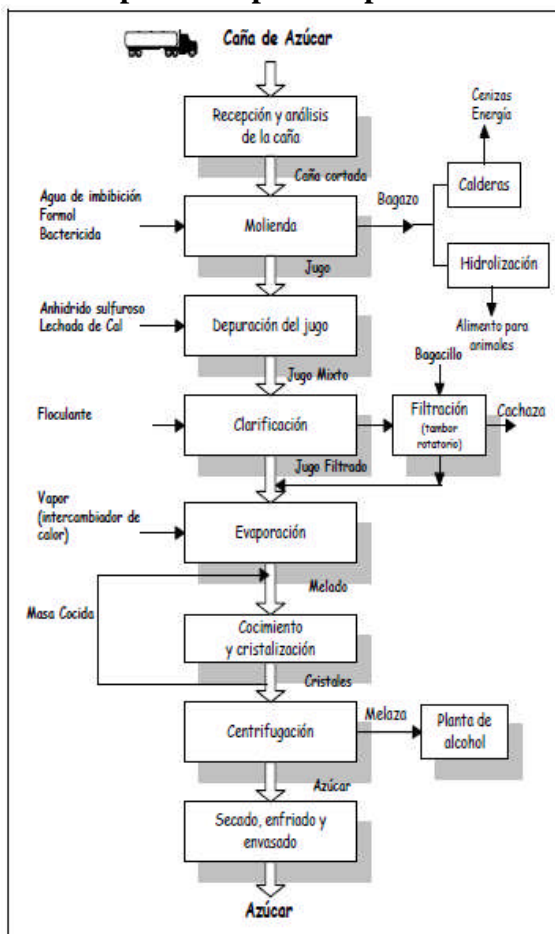 Caña de Azúcar
Recepción y análisis
de la caña
Caña cortada
Cenizas
Energía
Calderas
Agua de imbibición
Formol
Bactericida
Molienda
Bagazo
Hidrolización
Jugo
Alimento para
animales
Anhidrido sulfuroso
Lechada de Cal
Depuración del jugo
Jugo Mixto
Bagacillo
Floculante
Clarificación
Filtración
(tambor
rotatorio)
Cachaza
Jugo Filtrado
Vapor
(intercambiador de
calor)
Evaporación
Melado
Masa Cocida
Cocimiento
y cristalización
Cristales
Centrifugación
Melaza
Planta de
alcohol
Azúcar
Secado, enfriado y
envasado
Azúcar